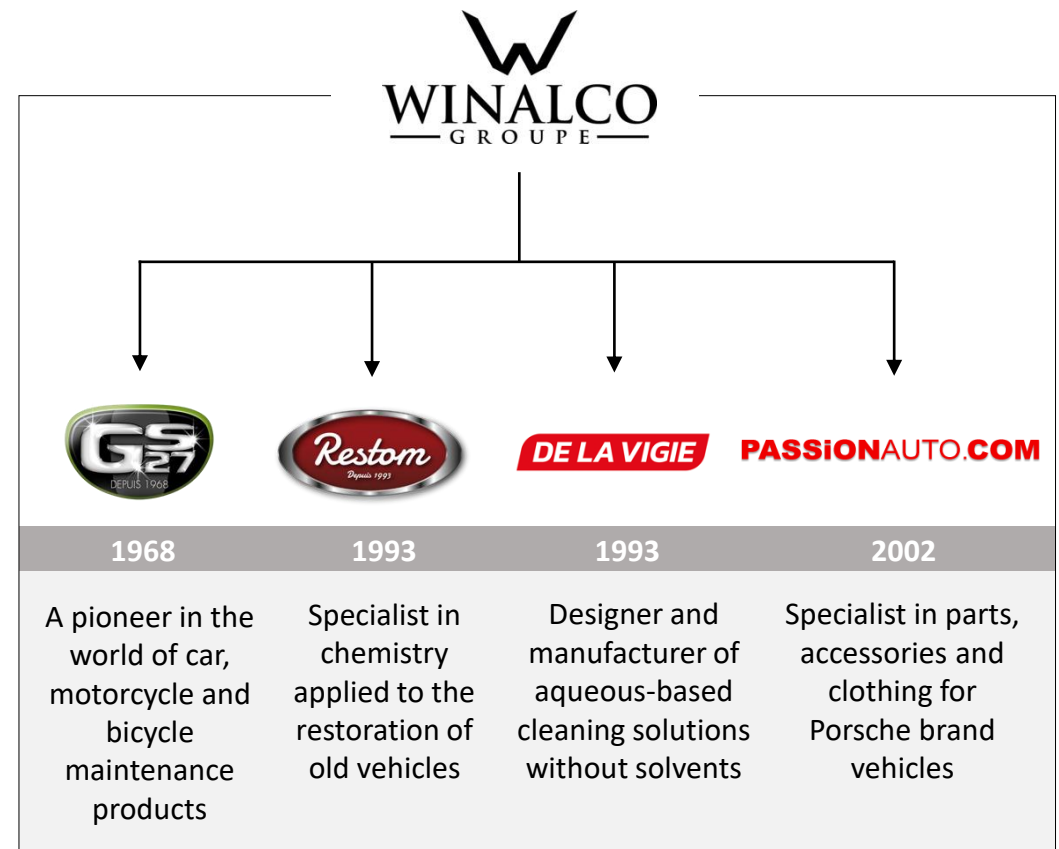 WINALCO
GROUPE
GS
27
DEPUIS 1968
Restom
Depuis 1993
DE LA VIGIE
PASSiONAUTO.COM
1968
1993
1993
2002
A pioneer in the
world of car,
motorcycle and
bicycle
maintenance
products
Specialist in
chemistry
applied to the
restoration of
old vehicles
Designer and
manufacturer of
aqueous-based
cleaning solutions
without solvents
Specialist in parts,
accessories and
clothing for
Porsche brand
vehicles